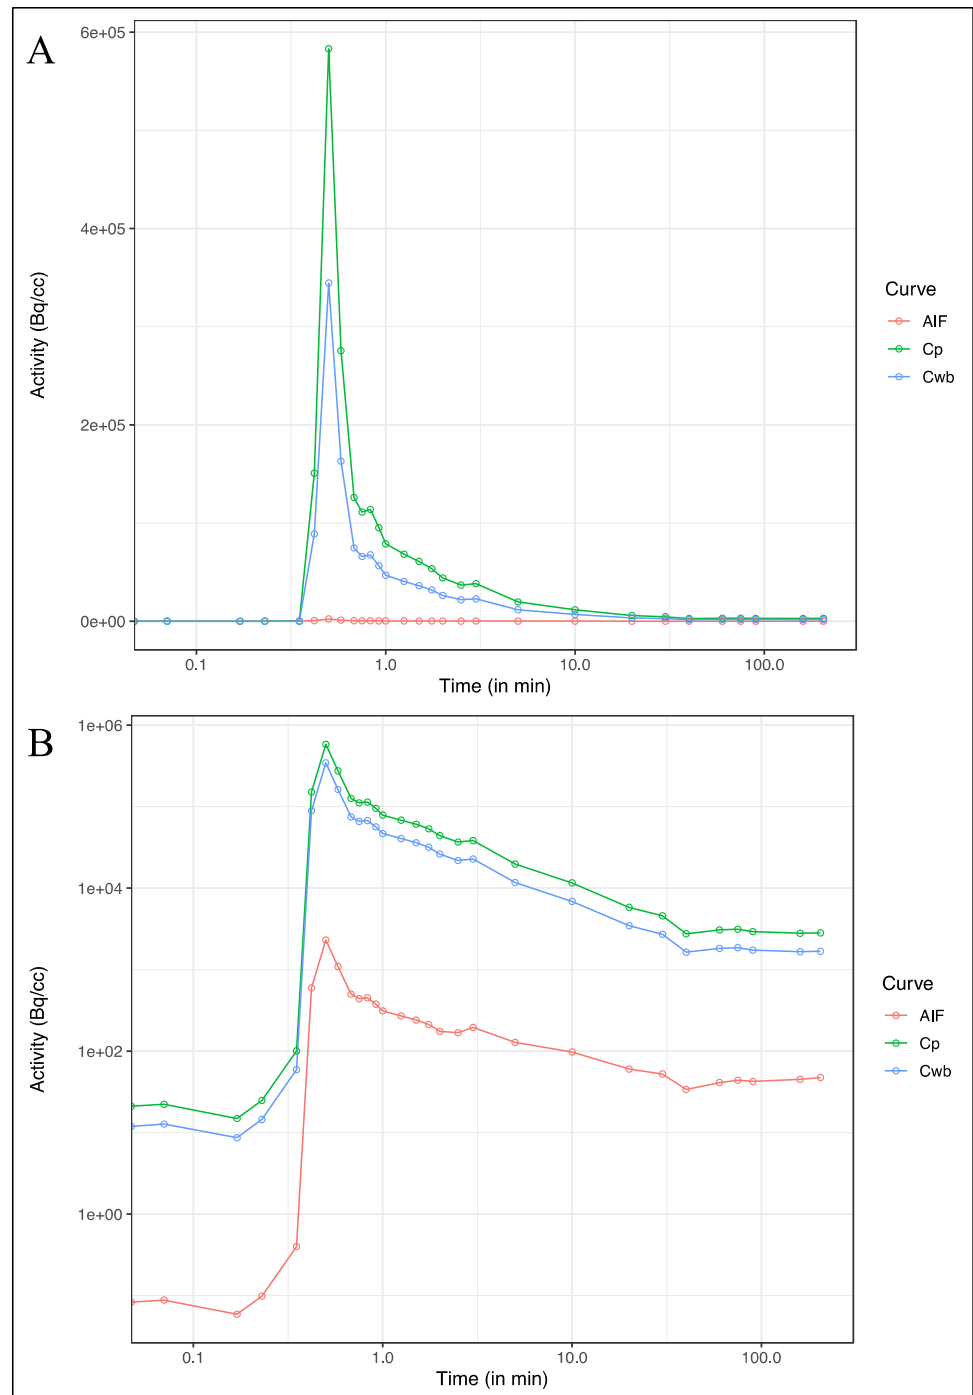 A
6e+05
4e+05
2e+05
0e+00
Activity (Bq/cc)
0.1 1.0 10.0 100.0
Time (in min)
Curve
AIF
Cp
Cwb
B
1e+06
1e+04
1e+02
1e+00
Activity (Bq/cc)
0.1 1.0 10.0 100.0
Time (in min)
Curve
AIF
Cp
Cwb